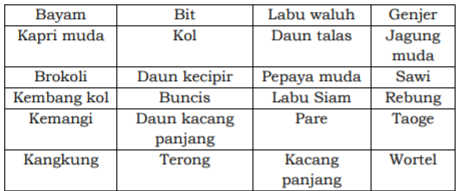 Bayam Bit Labu waluh Genjer
Kapri muda Kol Daun talas Jagung
muda
Brokoli Daun kecipir Pepaya muda Sawi
Kembang kol Buncis Labu Siam Rebung
Kemangi Daun kacang Pare Taoge
panjang
Kangkung Terong Kacang Wortel
panjang